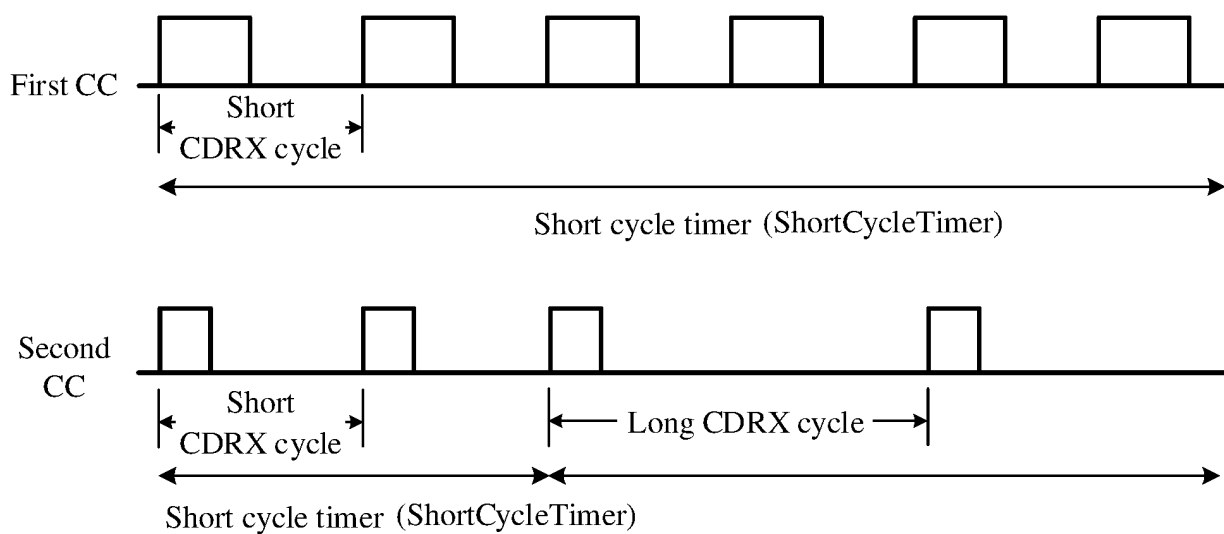 First CC
Short
CDRX cycle
Short cycle timer (ShortCycleTimer)
Second
CC
Short
CDRX cycle
Long CDRX cycle
Short cycle timer (ShortCycleTimer)